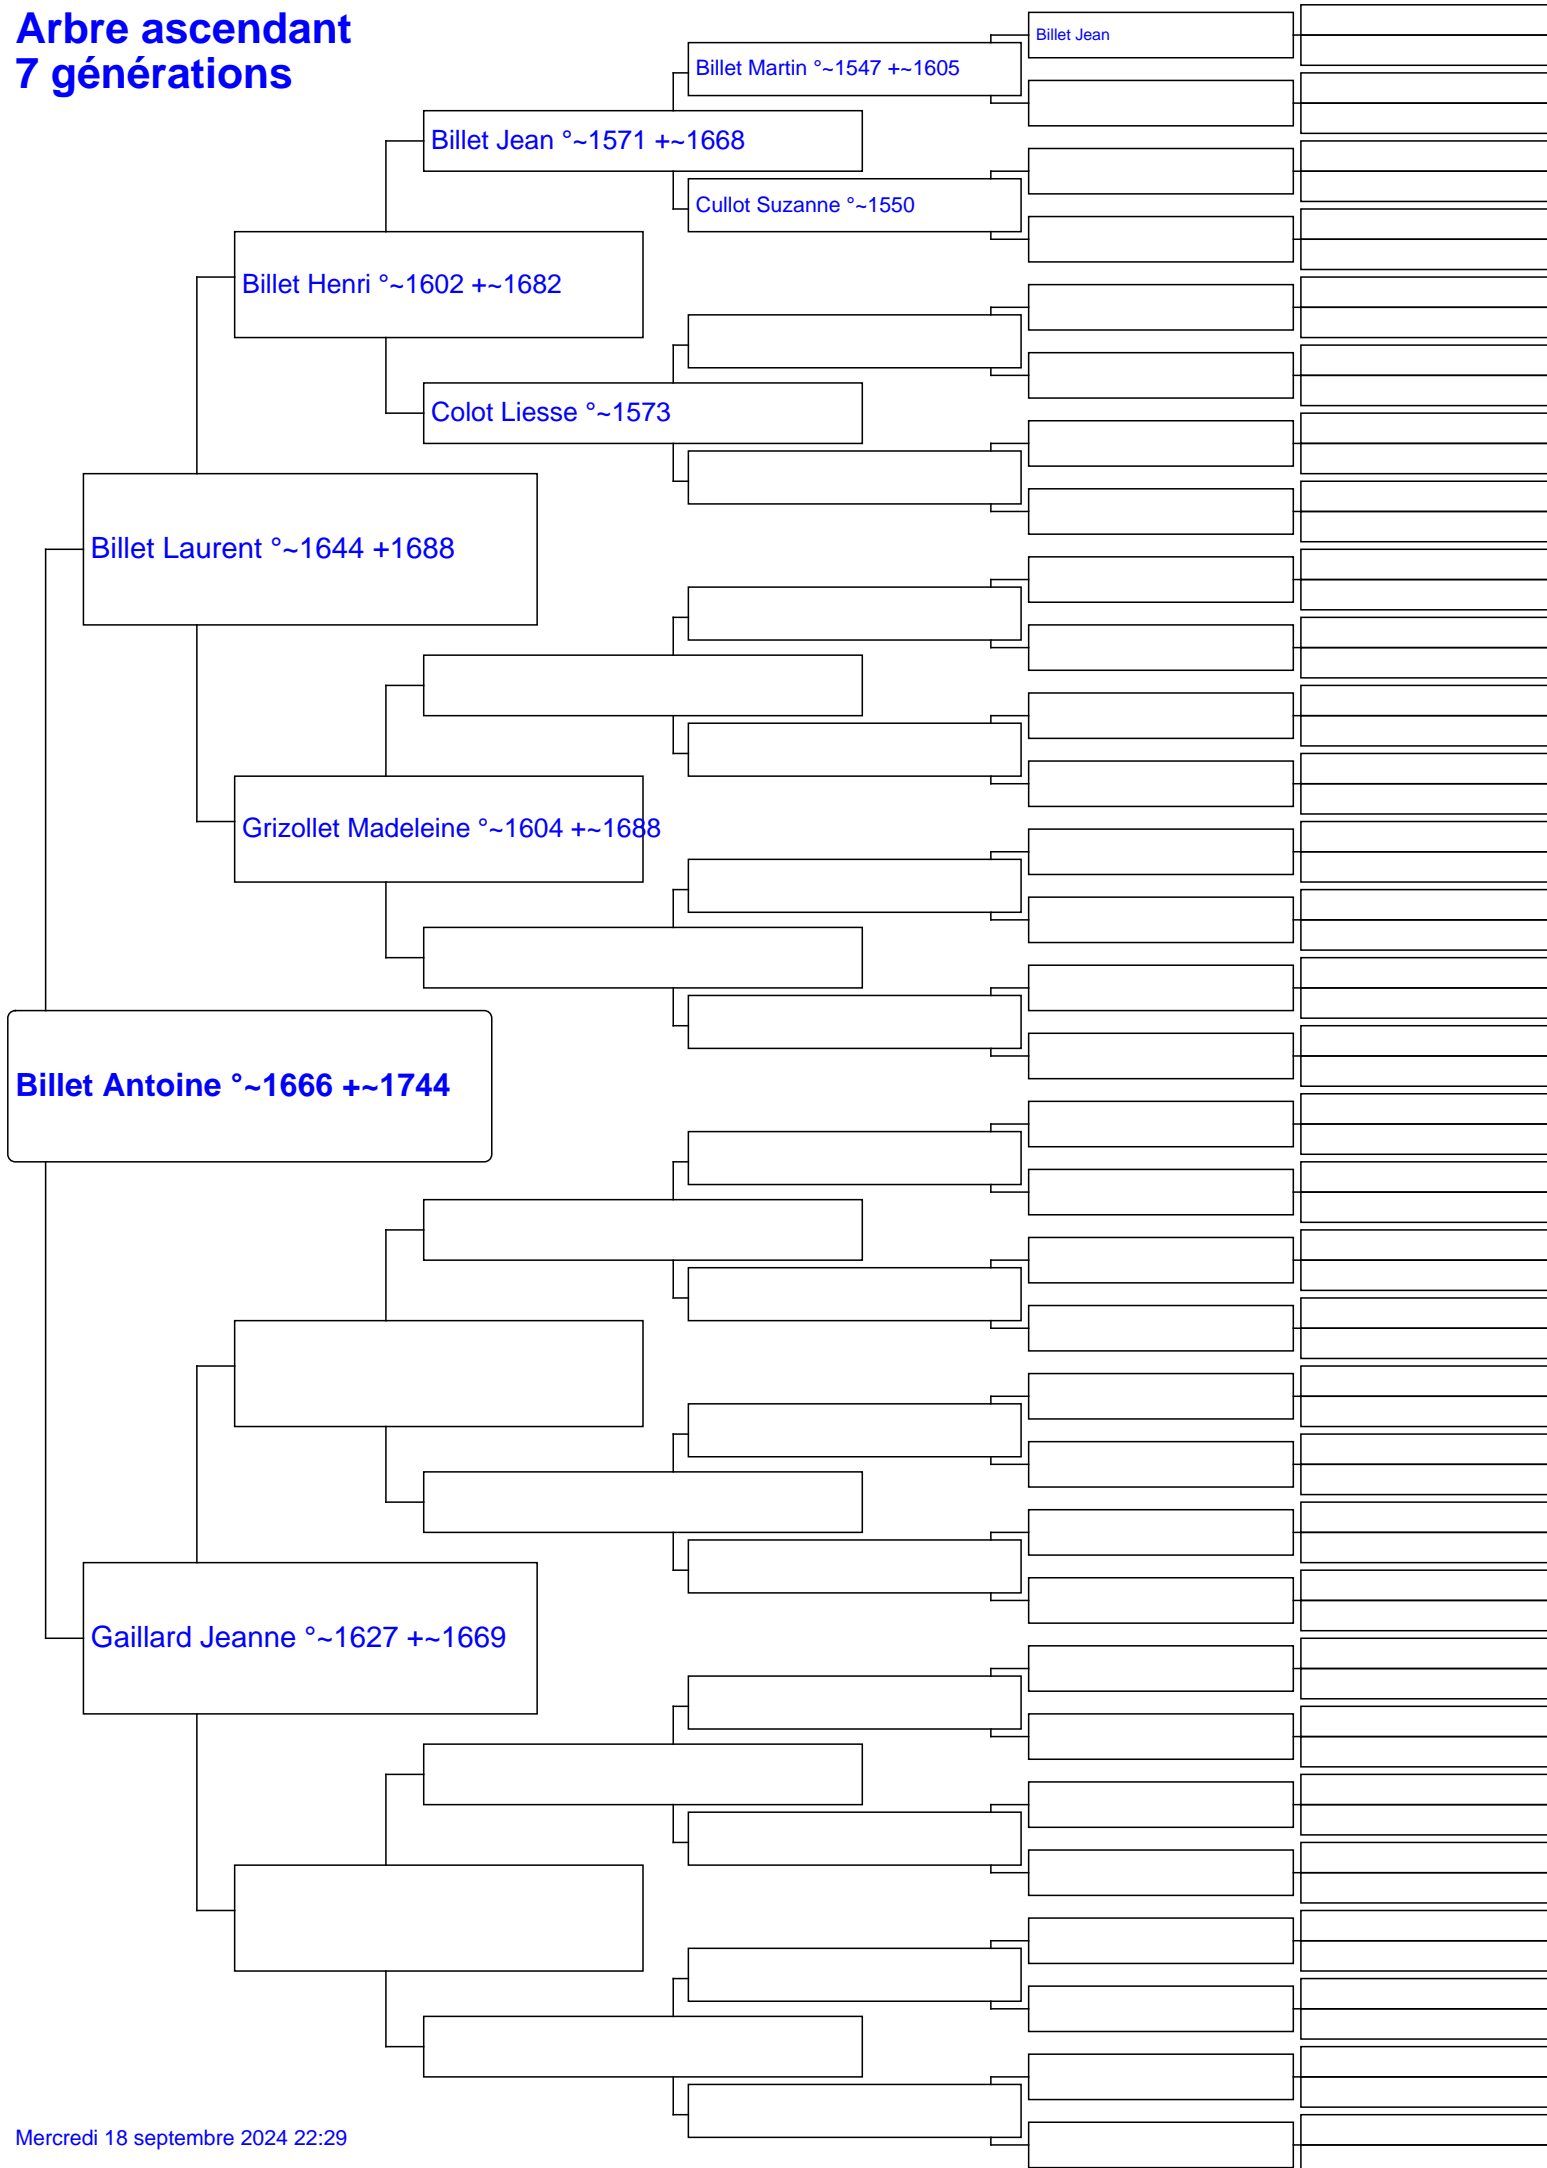 Arbre ascendant
7 générations
Billet Jean
Billet Martin °~1547 +~1605
Billet Jean °~1571 +~1668
Cullot Suzanne °~1550
Billet Henri °~1602 +~1682
Colot Liesse °~1573
Billet Laurent °~1644 +1688
Grizollet Madeleine °~1604 +~1688
Billet Antoine °~1666 +~1744
Gaillard Jeanne °~1627 +~1669
Mercredi 18 septembre 2024 22:29